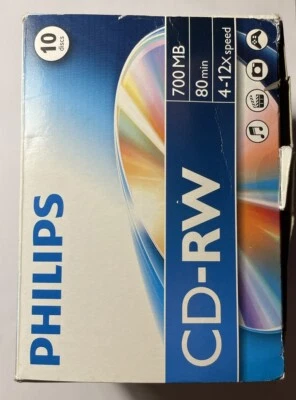 10
discs
PHILIPS
CD-RW
700 MB
80 min
4-12x speed